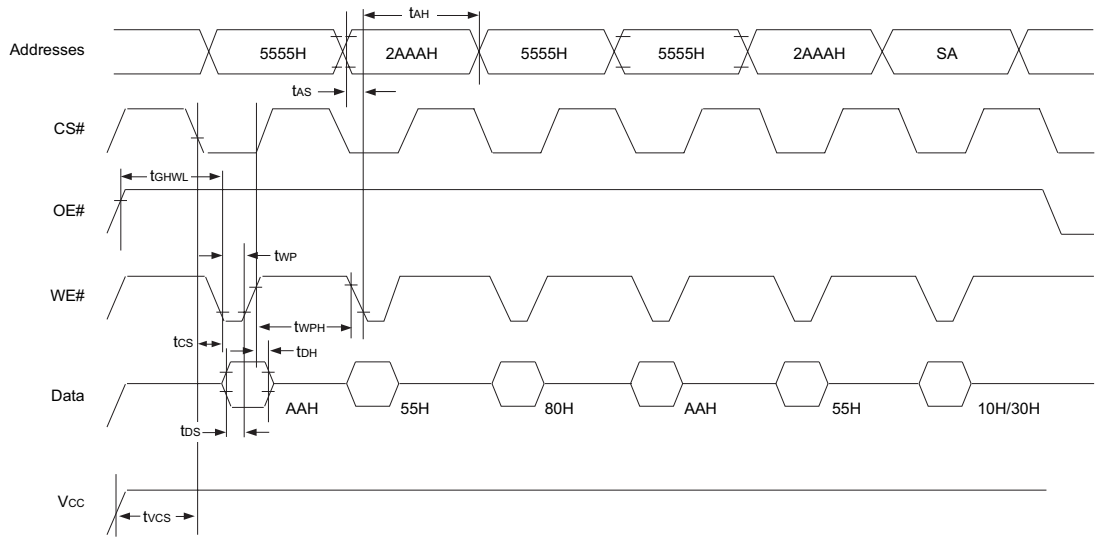 tAH
Addresses 5555H 2AAAH 5555H 5555H 2AAAH SA
tAS
CS#
tGHWL
OE#
tWP
WE#
tWPH
tCS
tDH
Data AAH 55H 80H AAH 55H 10H/30H
tDS
VCC
tVCS